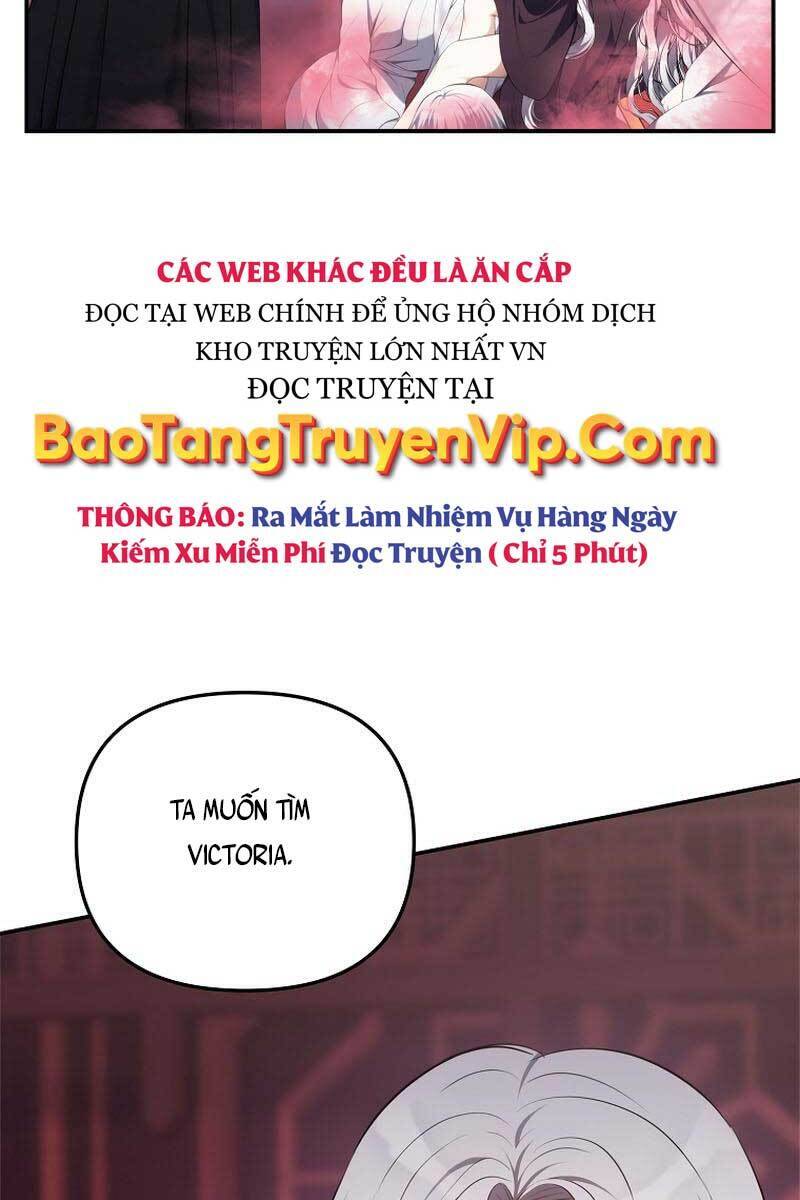 CÁC WEB KHÁC ĐỀU LÀ ĂN CẮP
ĐỌC TẠI WEB CHÍNH ĐỂ ỦNG HỘ NHÓM DỊCH
KHO TRUYỆN LỚN NHẤT VN
ĐỌC TRUYỆN TẠI
BaoTangTruyenVip.Com
THÔNG BÁO: Ra Mắt Làm Nhiệm Vụ Hàng Ngày
Kiếm Xu Miễn Phí Đọc Truyện ( Chỉ 5 Phút)
TA MUỐN TÌM
VICTORIA.